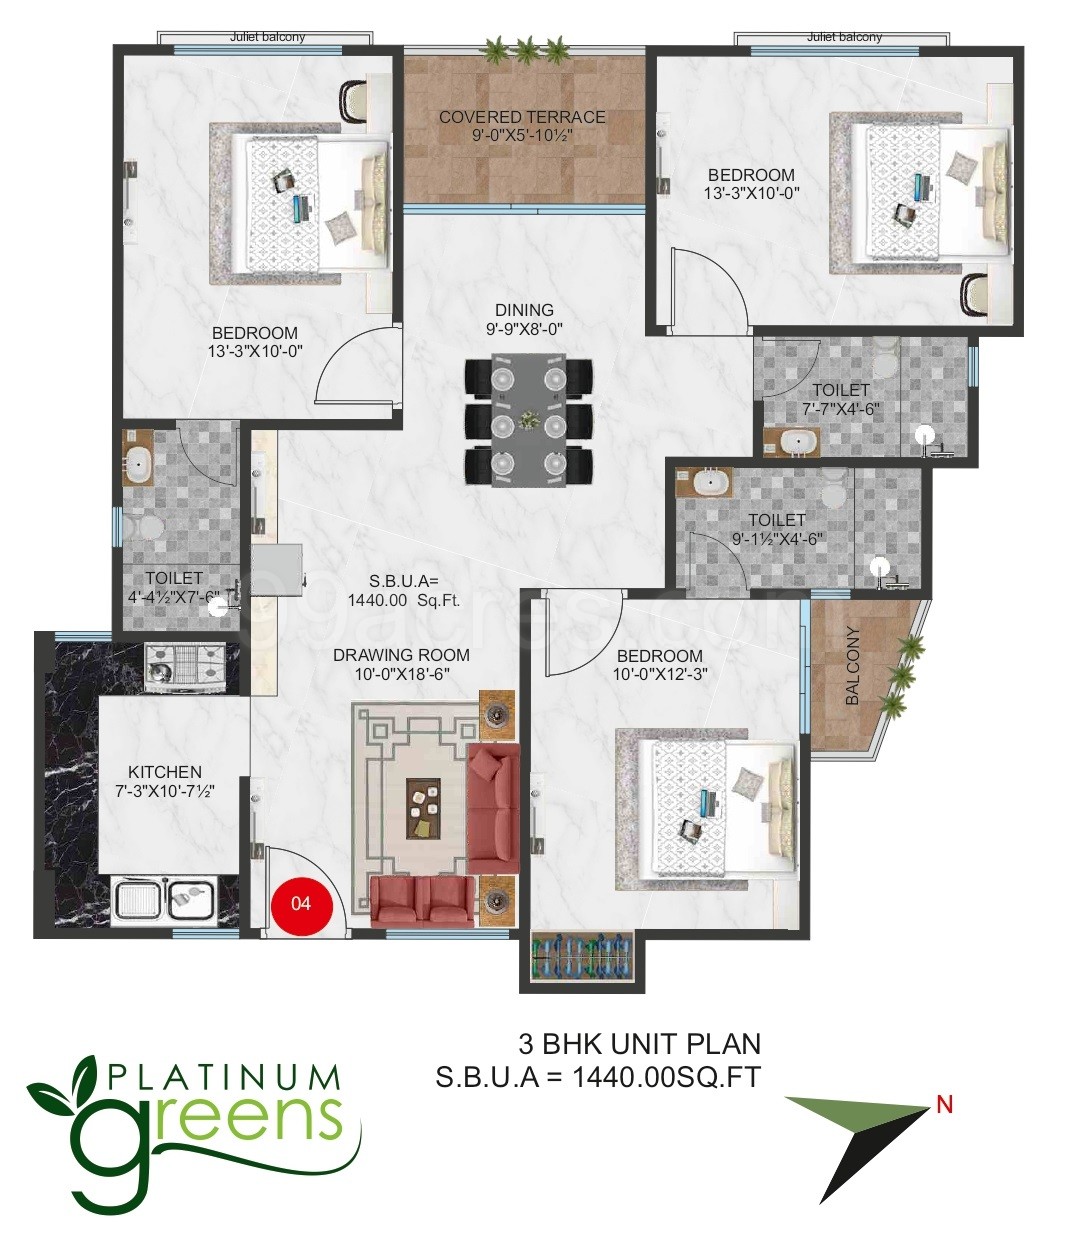 Juliet balcony
Juliet balcony
COVERED TERRACE
9'-0"X5'-10½"
BEDROOM
13'-3"X10'-0"
DINING
9'-9"X8'-0"
BEDROOM
13'-3"X10'-0"
TOILET
7'-7"X4'-6"
TOILET
9'-1½"X4'-6"
TOILET
4'-4½"X7'-6"
S.B.U.A=
1440.00 Sq.Ft.
99acres.com
DRAWING ROOM
10'-0"X18'-6"
BEDROOM
10'-0"X12'-3"
BALCONY
KITCHEN
7'-3"X10'-7½"
04
3 BHK UNIT PLAN
S.B.U.A = 1440.00SQ.FT
PLATINUM
greens
N